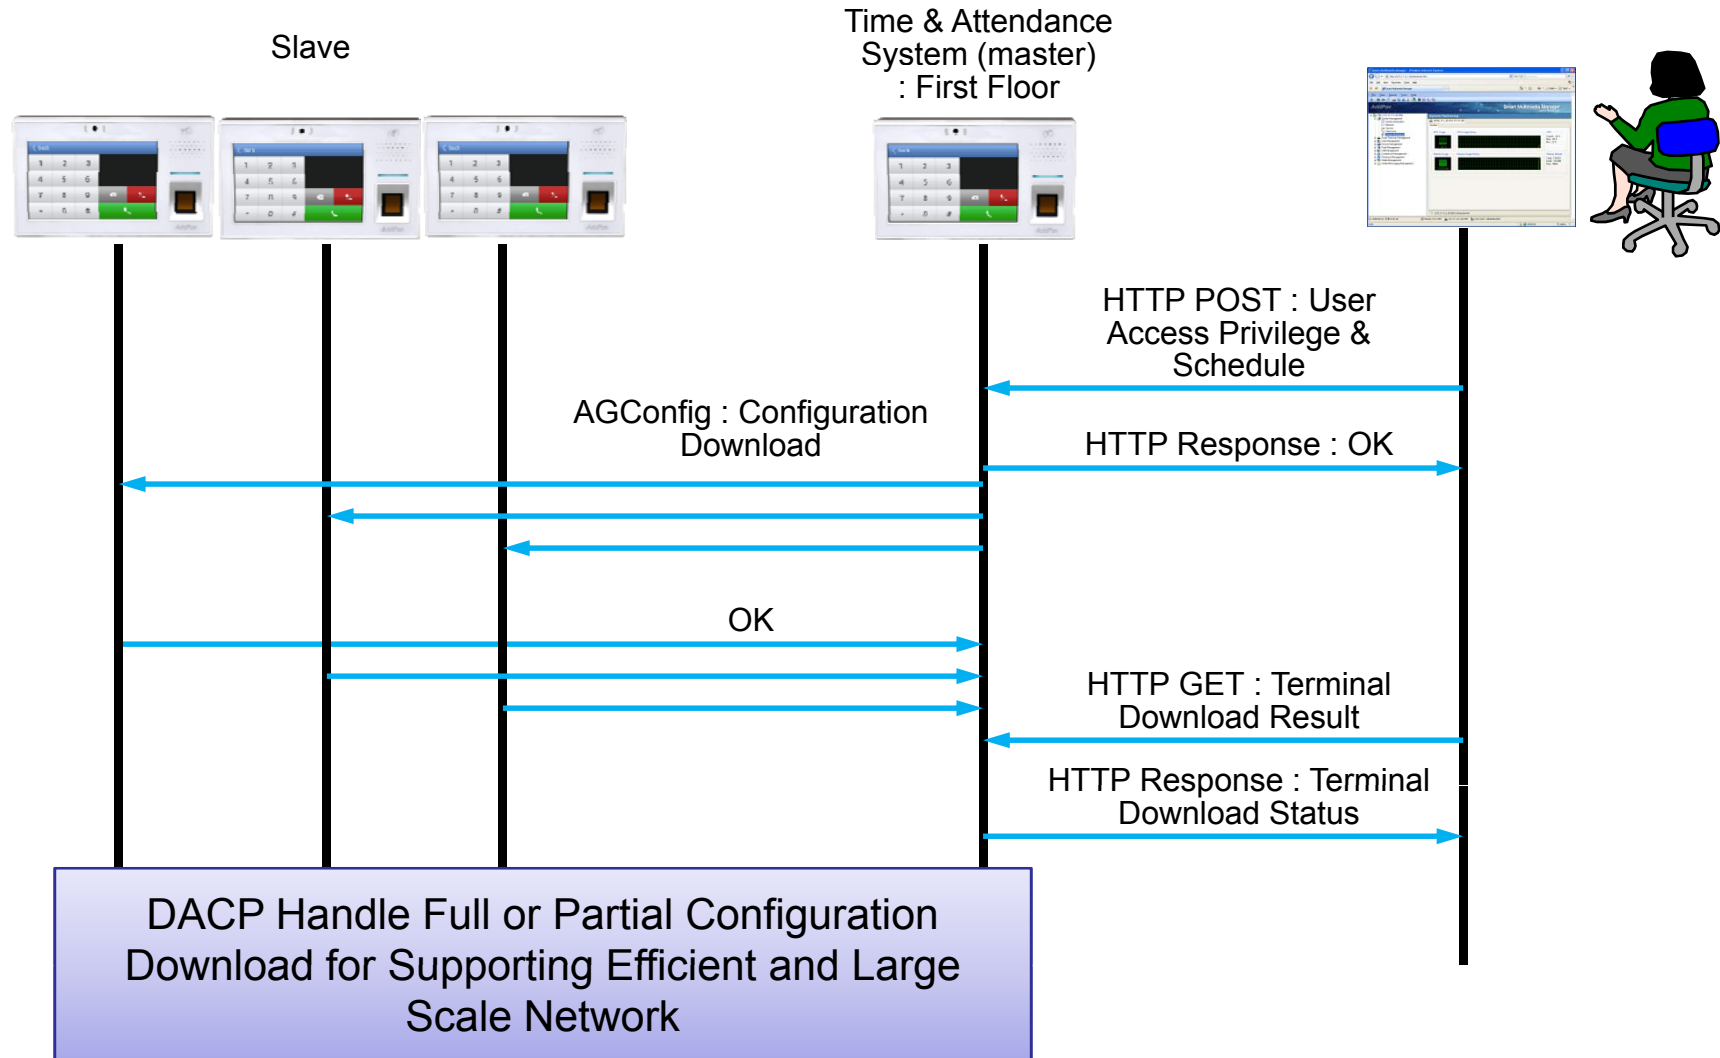 Slave
Time & Attendance
System (master)
: First Floor
HTTP POST : User
Access Privilege &
Schedule
AGConfig : Configuration
Download
HTTP Response : OK
OK
HTTP GET : Terminal
Download Result
HTTP Response : Terminal
Download Status
DACP Handle Full or Partial Configuration
Download for Supporting Efficient and Large
Scale Network